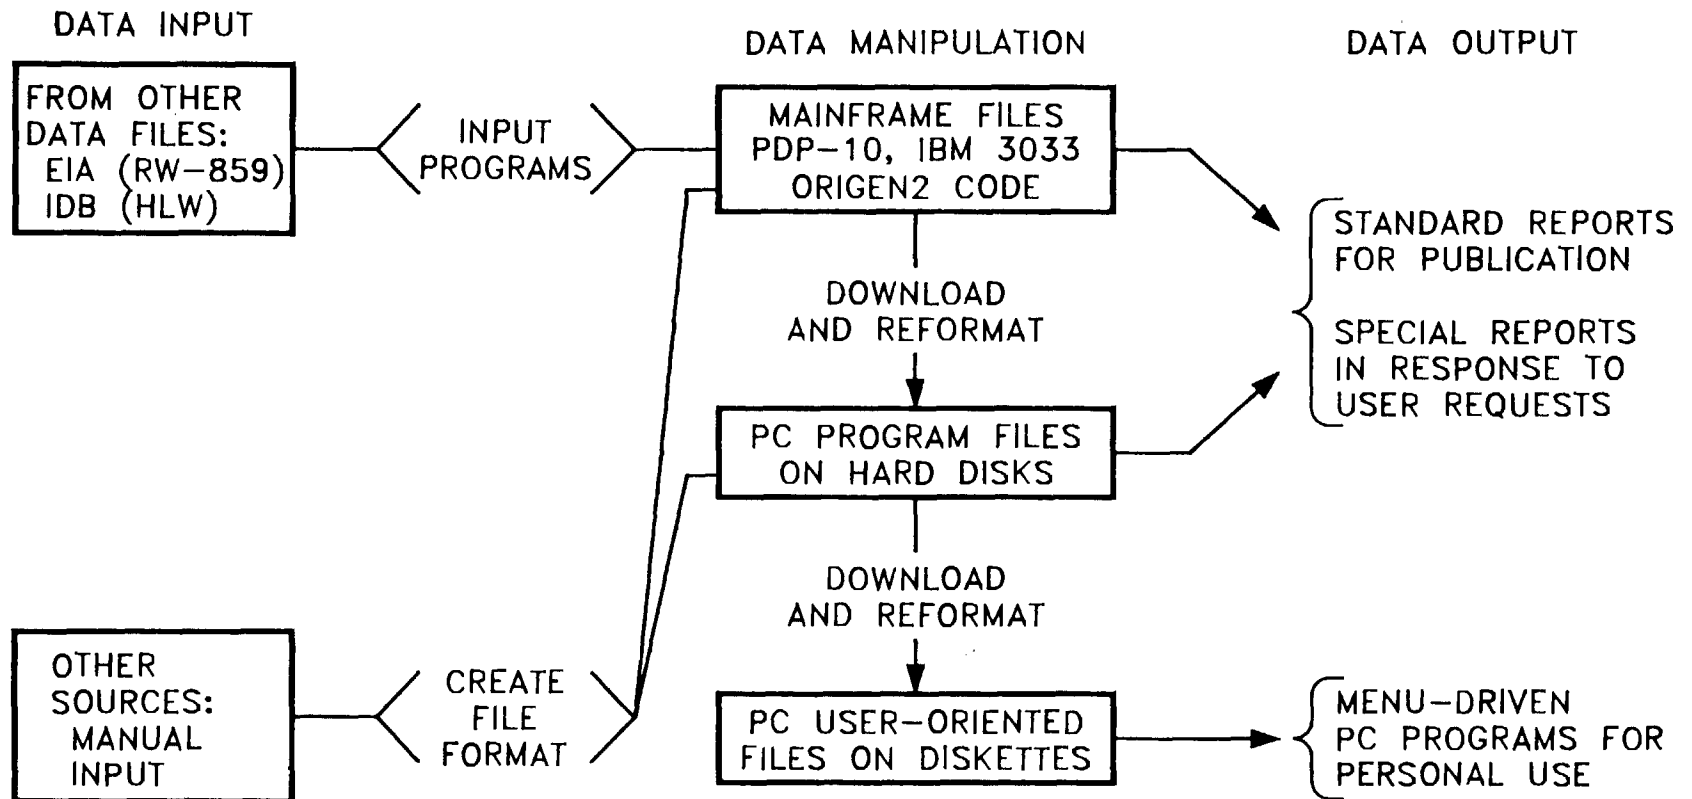 DATA INPUT
DATA MANIPULATION
DATA OUTPUT
FROM OTHER
DATA FILES:
EIA (RW-859)
IDB (HLW)
INPUT
PROGRAMS
MAINFRAME FILES
PDP-10, IBM 3033
ORIGEN2 CODE
STANDARD REPORTS
FOR PUBLICATION
SPECIAL REPORTS
IN RESPONSE TO
USER REQUESTS
DOWNLOAD
AND REFORMAT
PC PROGRAM FILES
ON HARD DISKS
DOWNLOAD
AND REFORMAT
OTHER
SOURCES:
MANUAL
INPUT
CREATE
FILE
FORMAT
PC USER-ORIENTED
FILES ON DISKETTES
MENU-DRIVEN
PC PROGRAMS FOR
PERSONAL USE